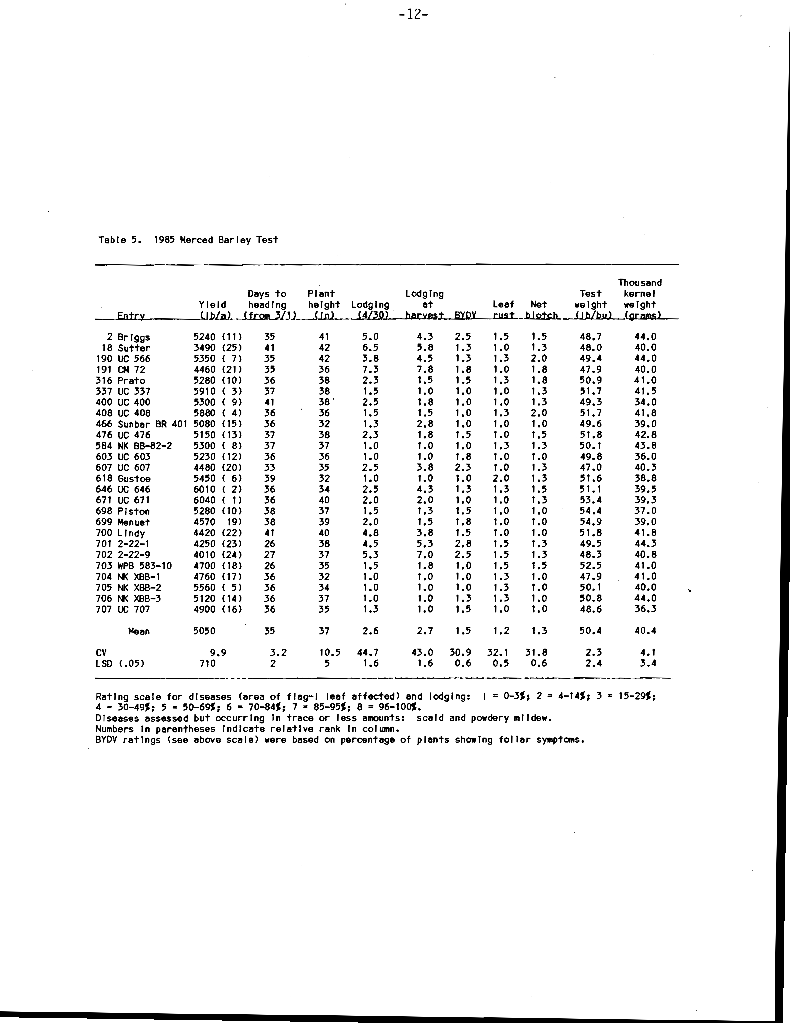 -12-
Table 5. 1985 Merced Barley Test
Thousand
Days to Plant Lodging Test kernel
Yield heading height Lodging at Leaf Net weight weight
Entry (lb/a) (from 3/1) (in) (4/30) harvest BYDV rust blotch (lb/bu) (grams)
2 Briggs 5240 (11) 35 41 5.0 4.3 2.5 1.5 1.5 48.7 44.0
18 Sutter 3490 (25) 41 42 6.5 5.8 1.3 1.0 1.3 48.0 40.0
190 UC 566 5350 ( 7) 35 42 3.8 4.5 1.3 1.3 2.0 49.4 44.0
191 CM 72 4460 (21) 35 36 7.3 7.8 1.8 1.0 1.8 47.9 40.0
316 Prato 5280 (10) 36 38 2.3 1.5 1.5 1.3 1.8 50.9 41.0
337 UC 337 5910 ( 3) 37 38 1.5 1.0 1.0 1.0 1.3 51.7 41.5
400 UC 400 5300 ( 9) 41 38 2.5 1.8 1.0 1.0 1.3 49.3 34.0
408 UC 408 5880 ( 4) 36 36 1.5 1.5 1.0 1.3 2.0 51.7 41.8
466 Sunbar BR 401 5080 (15) 36 32 1.3 2.8 1.0 1.0 1.0 49.6 39.0
476 UC 476 5150 (13) 37 38 2.3 1.8 1.5 1.0 1.5 51.8 42.8
584 NK BB-82-2 5300 ( 8) 37 37 1.0 1.0 1.0 1.3 1.3 50.1 43.8
603 UC 603 5230 (12) 36 36 1.0 1.0 1.8 1.0 1.0 49.8 36.0
607 UC 607 4480 (20) 33 35 2.5 3.8 2.3 1.0 1.3 47.0 40.3
618 Gustoe 5450 ( 6) 39 32 1.0 1.0 1.0 2.0 1.3 51.6 38.8
646 UC 646 6010 ( 2) 36 34 2.5 4.3 1.3 1.3 1.5 51.1 39.5
671 UC 671 6040 ( 1) 36 40 2.0 2.0 1.0 1.0 1.3 53.4 39.3
698 Piston 5280 (10) 38 37 1.5 1.3 1.5 1.0 1.0 54.4 37.0
699 Menuet 4570 19) 38 39 2.0 1.5 1.8 1.0 1.0 54.9 39.0
700 Lindy 4420 (22) 41 40 4.8 3.8 1.5 1.0 1.0 51.8 41.8
701 2-22-1 4250 (23) 26 38 4.5 5.3 2.8 1.5 1.3 49.5 44.3
702 2-22-9 4010 (24) 27 37 5.3 7.0 2.5 1.5 1.3 48.3 40.8
703 WPB 583-10 4700 (18) 26 35 1.5 1.8 1.0 1.5 1.5 52.5 41.0
704 NK XBB-1 4760 (17) 36 32 1.0 1.0 1.0 1.3 1.0 47.9 41.0
705 NK XBB-2 5560 ( 5) 36 34 1.0 1.0 1.0 1.3 1.0 50.1 40.0
706 NK XBB-3 5120 (14) 36 37 1.0 1.0 1.3 1.3 1.0 50.8 44.0
707 UC 707 4900 (16) 36 35 1.3 1.0 1.5 1.0 1.0 48.6 36.3
Mean 5050 35 37 2.6 2.7 1.5 1.2 1.3 50.4 40.4
CV 9.9 3.2 10.5 44.7 43.0 30.9 32.1 31.8 2.3 4.1
LSD (.05) 710 2 5 1.6 1.6 0.6 0.5 0.6 2.4 3.4
Rating scale for diseases (area of flag-1 leaf affected) and lodging: 1 = 0-3%; 2 = 4-14%; 3 = 15-29%;
4 = 30-49%; 5 = 50-69%; 6 = 70-84%; 7 = 85-95%; 8 = 96-100%.
Diseases assessed but occurring in trace or less amounts: scald and powdery mildew.
Numbers in parentheses indicate relative rank in column.
BYDV ratings (see above scale) were based on percentage of plants showing foliar symptoms.